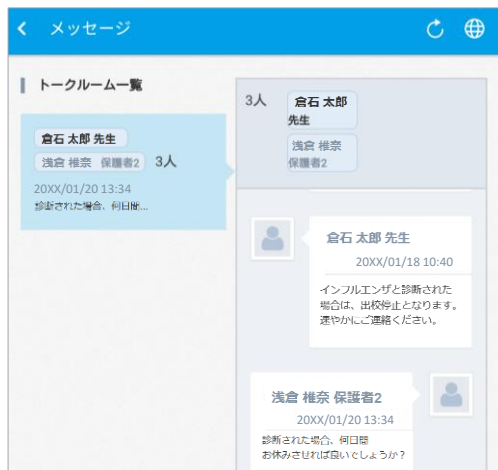 メッセージ
トークルーム一覧
倉石 太郎 先生
浅倉 椎奈 保護者2 3人
20XX/01/20 13:34
診断された場合、何日間...
3人 倉石 太郎
先生
浅倉 椎奈
保護者2
倉石 太郎 先生
20XX/01/18 10:40
インフルエンザと診断された
場合は、出校停止となります。
速やかにご連絡ください。
浅倉 椎奈 保護者2
20XX/01/20 13:34
診断された場合、何日間
お休みさせれば良いでしょうか?